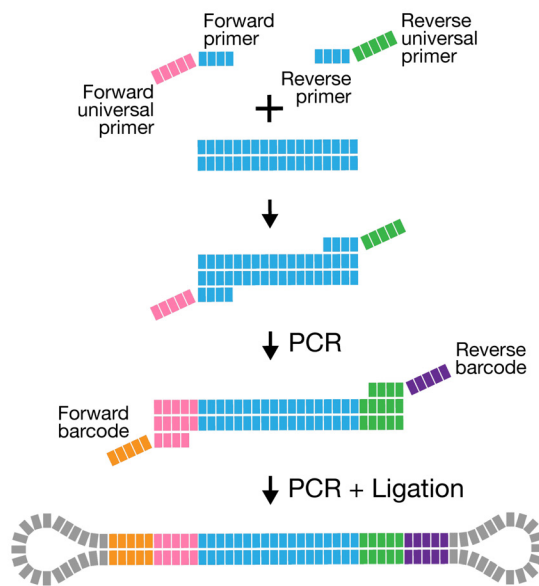 Forward
primer
Reverse
universal
primer
Forward
universal
primer
Reverse
primer
+
PCR
Reverse
barcode
Forward
barcode
PCR + Ligation